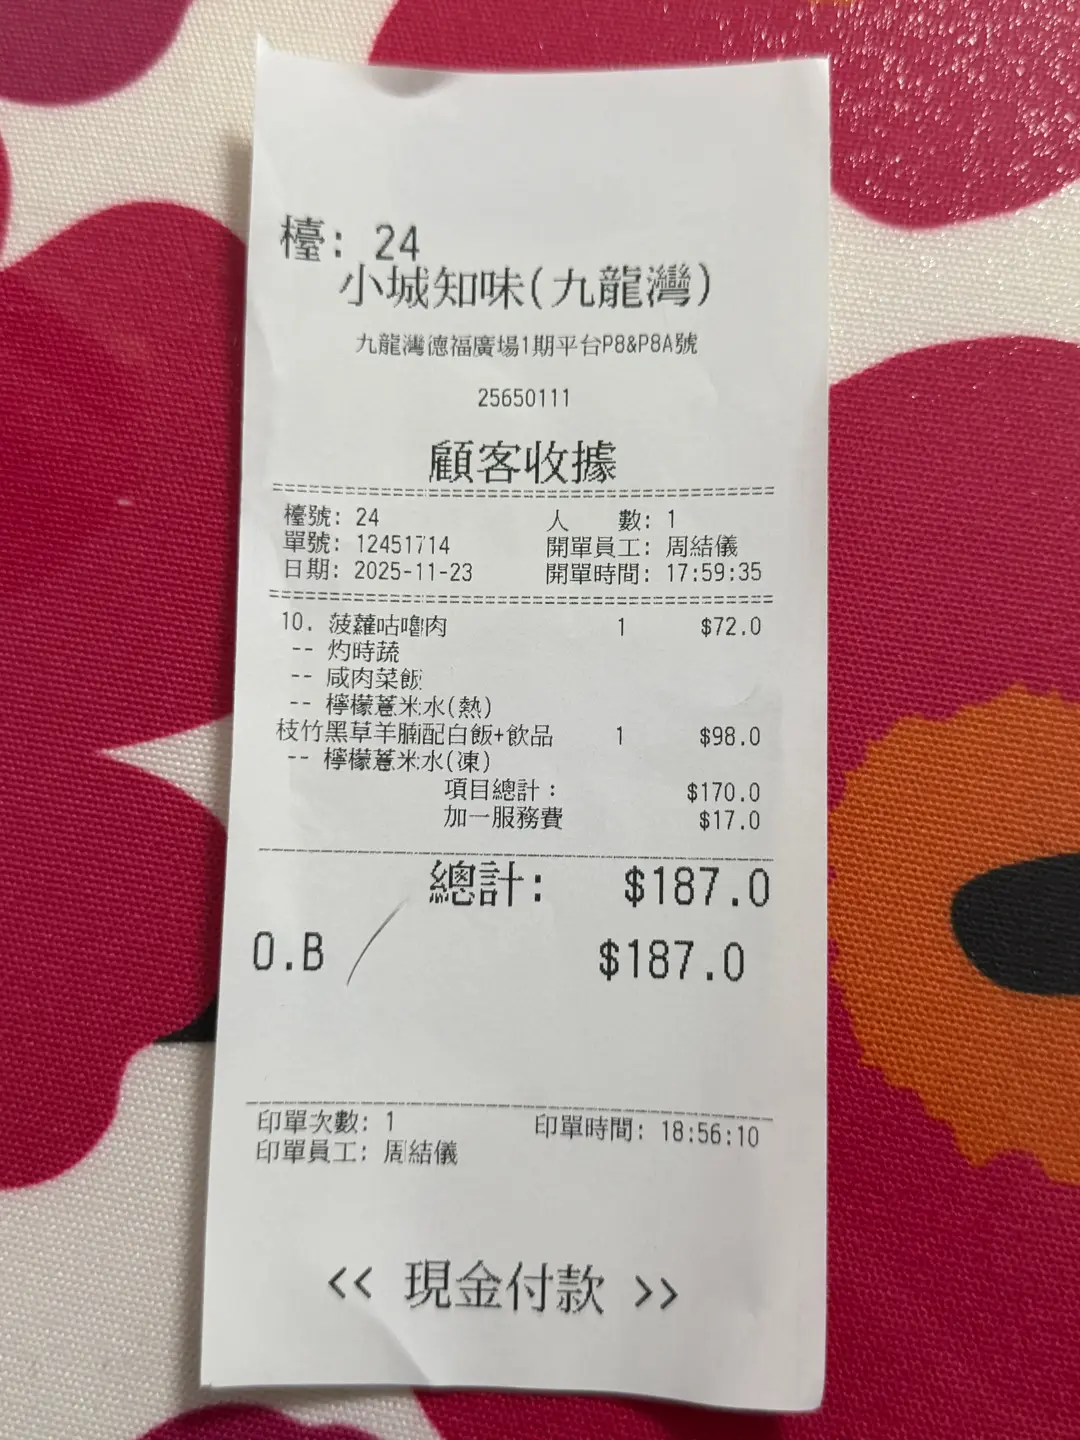 檯: 24
小城知味(九龍灣)
九龍灣德福廣場1期平台P8&P8A號
25650111
顧客收據
檯號: 24 人 數: 1
單號: 12451714 開單員工: 周結儀
日期: 2025-11-23 開單時間: 17:59:35
10. 菠蘿咕嚕肉 1 $72.0
-- 灼時蔬
-- 咸肉菜飯
-- 檸檬薏米水(熱)
枝竹黑草羊腩配白飯+飲品 1 $98.0
-- 檸檬薏米水(凍)
項目總計: $170.0
加一服務費 $17.0
總計: $187.0
O.B $187.0
印單次數: 1 印單時間: 18:56:10
印單員工: 周結儀
<< 現金付款 >>